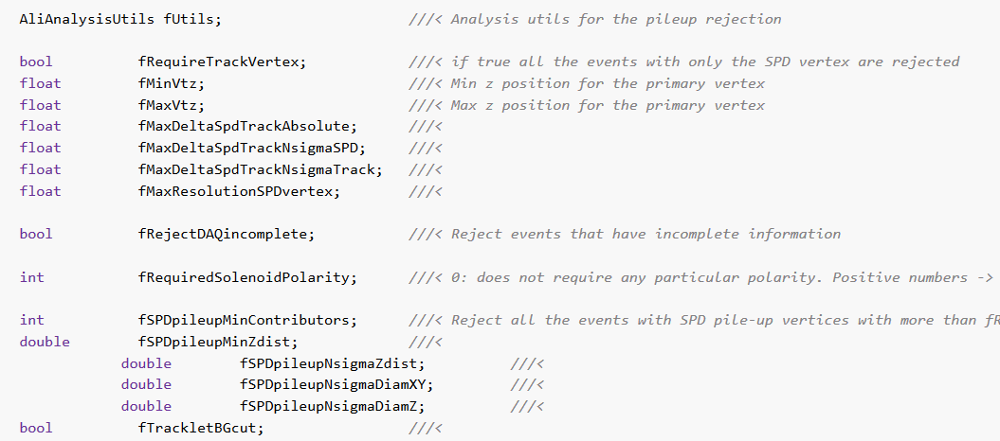 AliAnalysisUtils fUtils; ///< Analysis utils for the pileup rejection
bool fRequireTrackVertex; ///< if true all the events with only the SPD vertex are rejected
float fMinVtz; ///< Min z position for the primary vertex
float fMaxVtz; ///< Max z position for the primary vertex
float fMaxDeltaSpdTrackAbsolute; ///<
float fMaxDeltaSpdTrackNsigmaSPD; ///<
float fMaxDeltaSpdTrackNsigmaTrack; ///<
float fMaxResolutionSPDvertex; ///<
bool fRejectDAQincomplete; ///< Reject events that have incomplete information
int fRequiredSolenoidPolarity; ///< 0: does not require any particular polarity. Positive numbers ->
int fSPDpileupMinContributors; ///< Reject all the events with SPD pile-up vertices with more than fR
double fSPDpileupMinZdist; ///<
double fSPDpileupNsigmaZdist; ///<
double fSPDpileupNsigmaDiamXY; ///<
double fSPDpileupNsigmaDiamZ; ///<
bool fTrackletBGcut; ///<